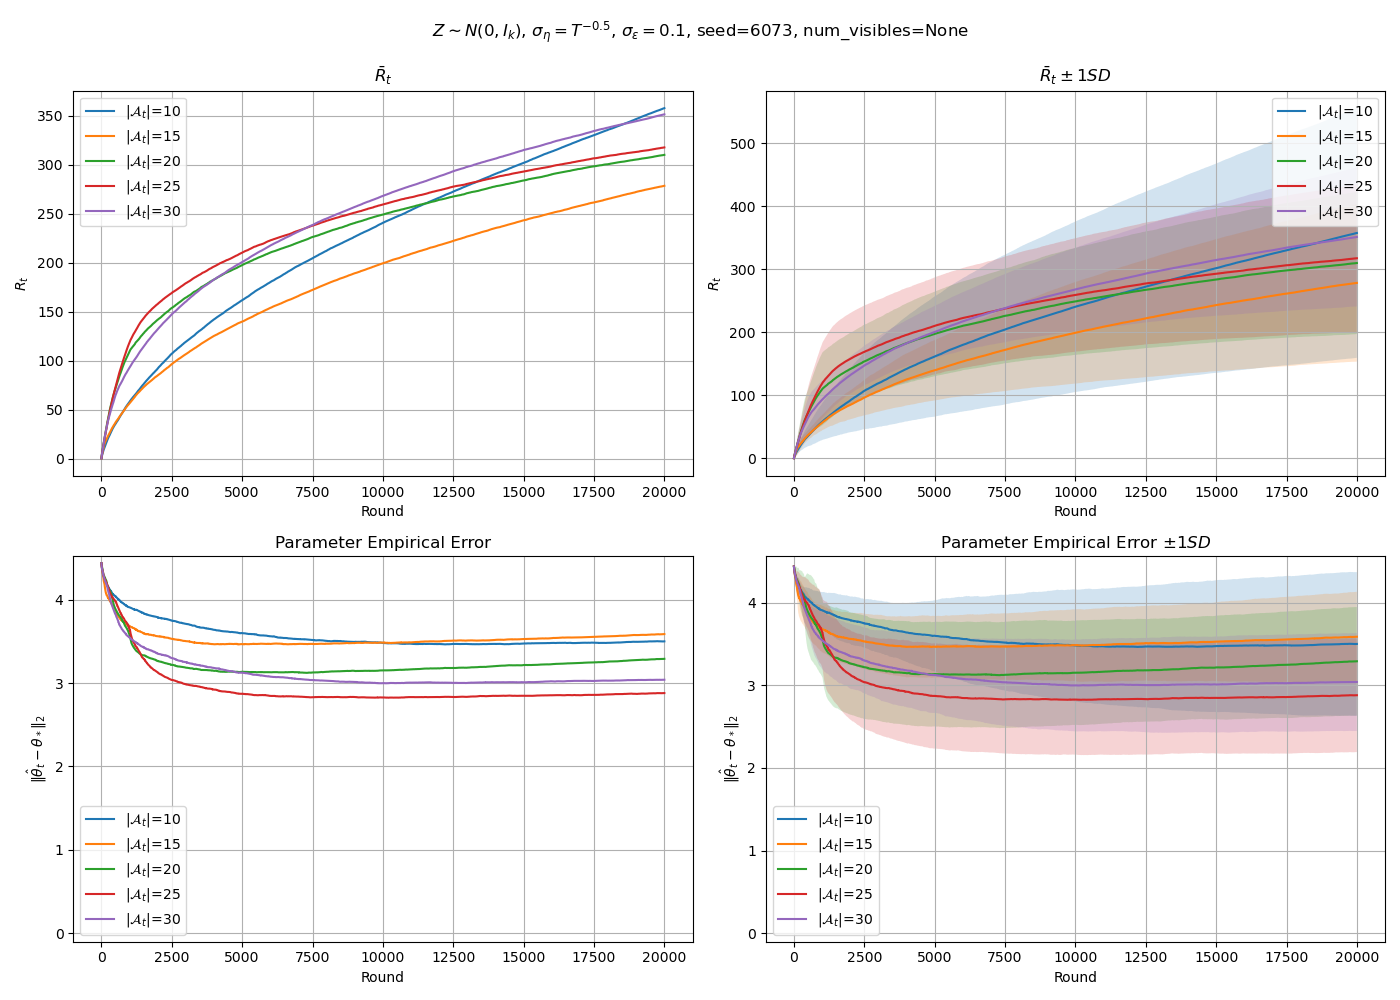 Z ∼ N(0, I_k), σ_η = T^{−0.5}, σ_ε = 0.1, seed=6073, num_visibles=None
R̄_t
350
300
250
200
150
100
50
0
R_t
|𝒜_t|=10
|𝒜_t|=15
|𝒜_t|=20
|𝒜_t|=25
|𝒜_t|=30
0 2500 5000 7500 10000 12500 15000 17500 20000
Round
R̄_t ± 1SD
500
400
300
200
100
0
R_t
|𝒜_t|=10
|𝒜_t|=15
|𝒜_t|=20
|𝒜_t|=25
|𝒜_t|=30
0 2500 5000 7500 10000 12500 15000 17500 20000
Round
Parameter Empirical Error
4
3
2
1
0
‖θ̂_t − θ_*‖_2
|𝒜_t|=10
|𝒜_t|=15
|𝒜_t|=20
|𝒜_t|=25
|𝒜_t|=30
0 2500 5000 7500 10000 12500 15000 17500 20000
Round
Parameter Empirical Error ±1SD
4
3
2
1
0
‖θ̂_t − θ_*‖_2
|𝒜_t|=10
|𝒜_t|=15
|𝒜_t|=20
|𝒜_t|=25
|𝒜_t|=30
0 2500 5000 7500 10000 12500 15000 17500 20000
Round